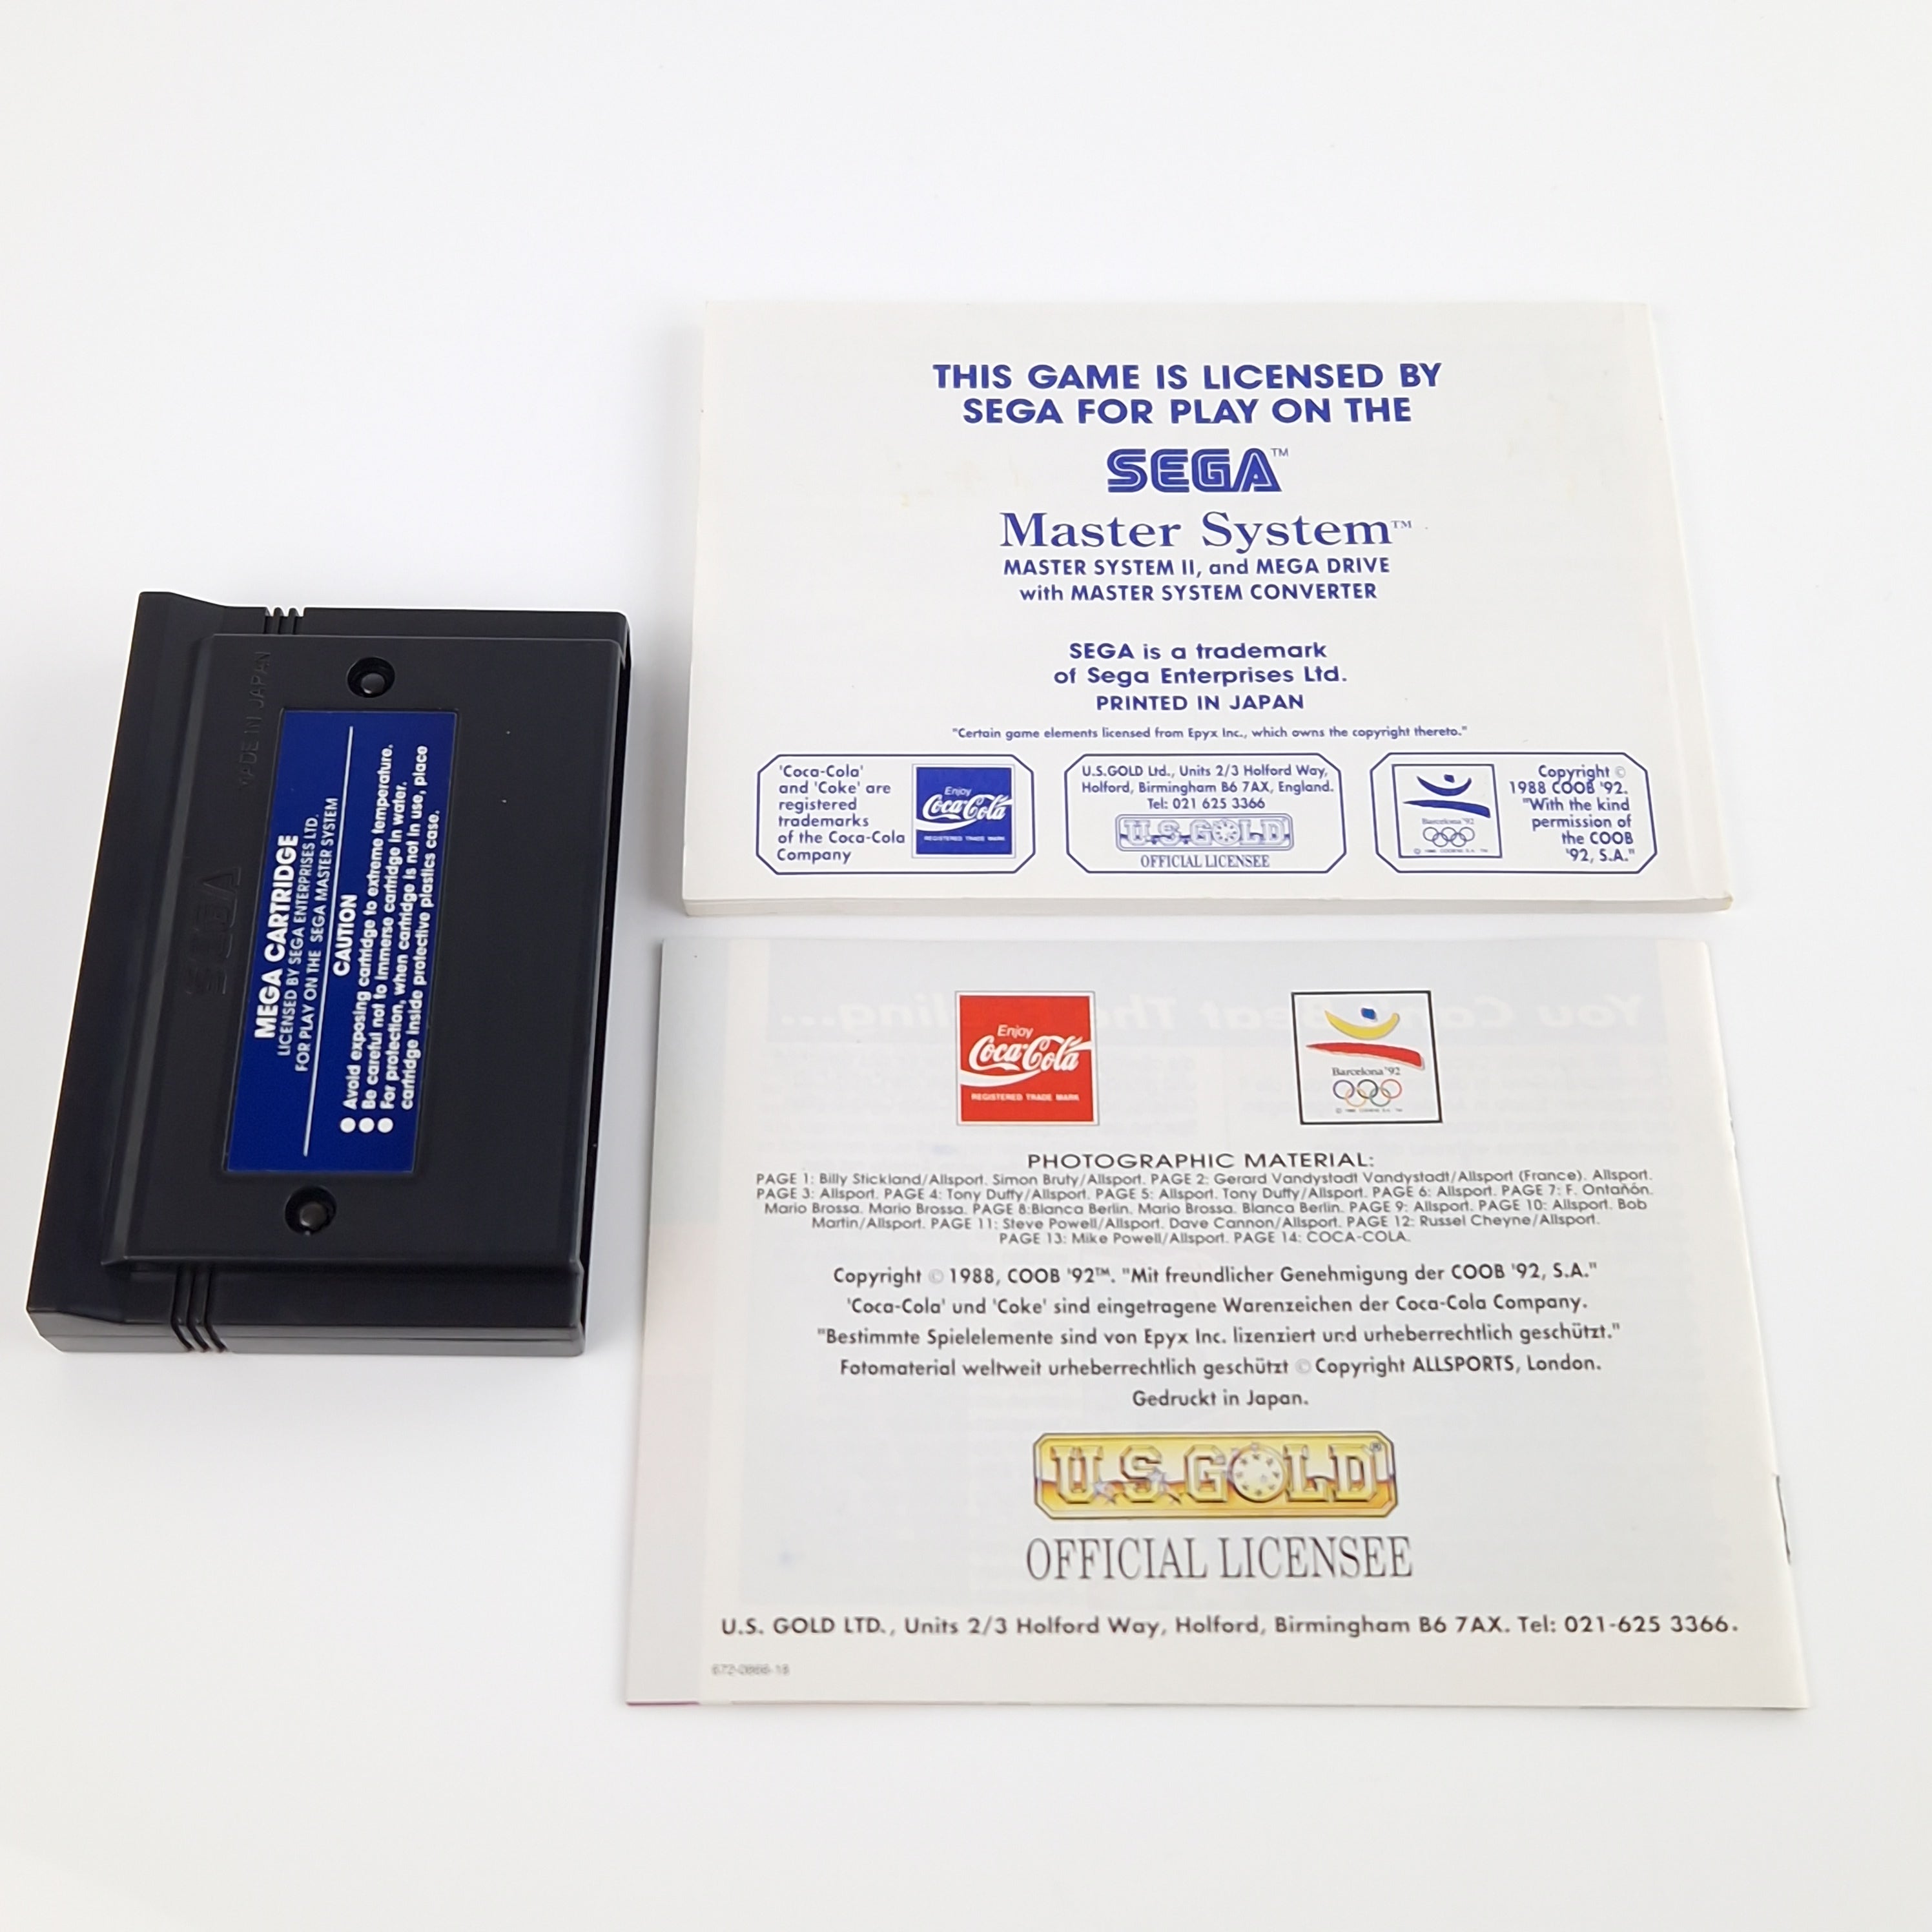 MADE IN JAPAN
SEGA
MEGA CARTRIDGE
LICENSED BY SEGA ENTERPRISES LTD.
FOR PLAY ON THE SEGA MASTER SYSTEM
CAUTION
● Avoid exposing cartridge to extreme temperature.
● Be careful not to immerse cartridge in water.
● For protection, when cartridge is not in use, place
cartridge inside protective plastics case.
THIS GAME IS LICENSED BY
SEGA FOR PLAY ON THE
SEGA™
Master System™
MASTER SYSTEM II, and MEGA DRIVE
with MASTER SYSTEM CONVERTER
SEGA is a trademark
of Sega Enterprises Ltd.
PRINTED IN JAPAN
"Certain game elements licensed from Epyx Inc., which owns the copyright thereto."
'Coca-Cola'
and 'Coke' are
registered
trademarks
of the Coca-Cola
Company
Enjoy
Coca-Cola
REGISTERED TRADE MARK
U.S.GOLD Ltd., Units 2/3 Holford Way,
Holford, Birmingham B6 7AX, England.
Tel: 021 625 3366
U.S.GOLD
OFFICIAL LICENSEE
Barcelona '92
Copyright ©
1988 COOB '92.
"With the kind
permission of
the COOB
'92, S.A."
Enjoy
Coca-Cola
REGISTERED TRADE MARK
Barcelona '92
PHOTOGRAPHIC MATERIAL:
PAGE 1: Billy Stickland/Allsport. Simon Bruty/Allsport. PAGE 2: Gerard Vandystadt Vandystadt/Allsport (France). Allsport.
PAGE 3: Allsport. PAGE 4: Tony Duffy/Allsport. PAGE 5: Allsport. Tony Duffy/Allsport. PAGE 6: Allsport. PAGE 7: F. Ontañón.
Mario Brossa. Mario Brossa. PAGE 8:Blanca Berlin. Mario Brossa. Blanca Berlin. PAGE 9: Allsport. PAGE 10: Allsport. Bob
Martin/Allsport. PAGE 11: Steve Powell/Allsport. Dave Cannon/Allsport. PAGE 12: Russel Cheyne/Allsport.
PAGE 13: Mike Powell/Allsport. PAGE 14: COCA-COLA.
Copyright © 1988, COOB '92™. "Mit freundlicher Genehmigung der COOB '92, S.A."
'Coca-Cola' und 'Coke' sind eingetragene Warenzeichen der Coca-Cola Company.
"Bestimmte Spielelemente sind von Epyx Inc. lizenziert und urheberrechtlich geschützt."
Fotomaterial weltweit urheberrechtlich geschützt © Copyright ALLSPORTS, London.
Gedruckt in Japan.
U.S.GOLD®
OFFICIAL LICENSEE
U.S. GOLD LTD., Units 2/3 Holford Way, Holford, Birmingham B6 7AX. Tel: 021-625 3366.
672-0866-18